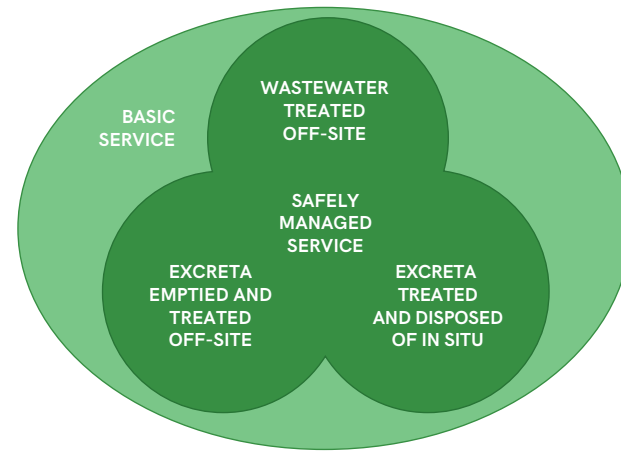 BASIC
SERVICE
WASTEWATER
TREATED
OFF-SITE
SAFELY
MANAGED
SERVICE
EXCRETA
EMPTIED AND
TREATED
OFF-SITE
EXCRETA
TREATED
AND DISPOSED
OF IN SITU